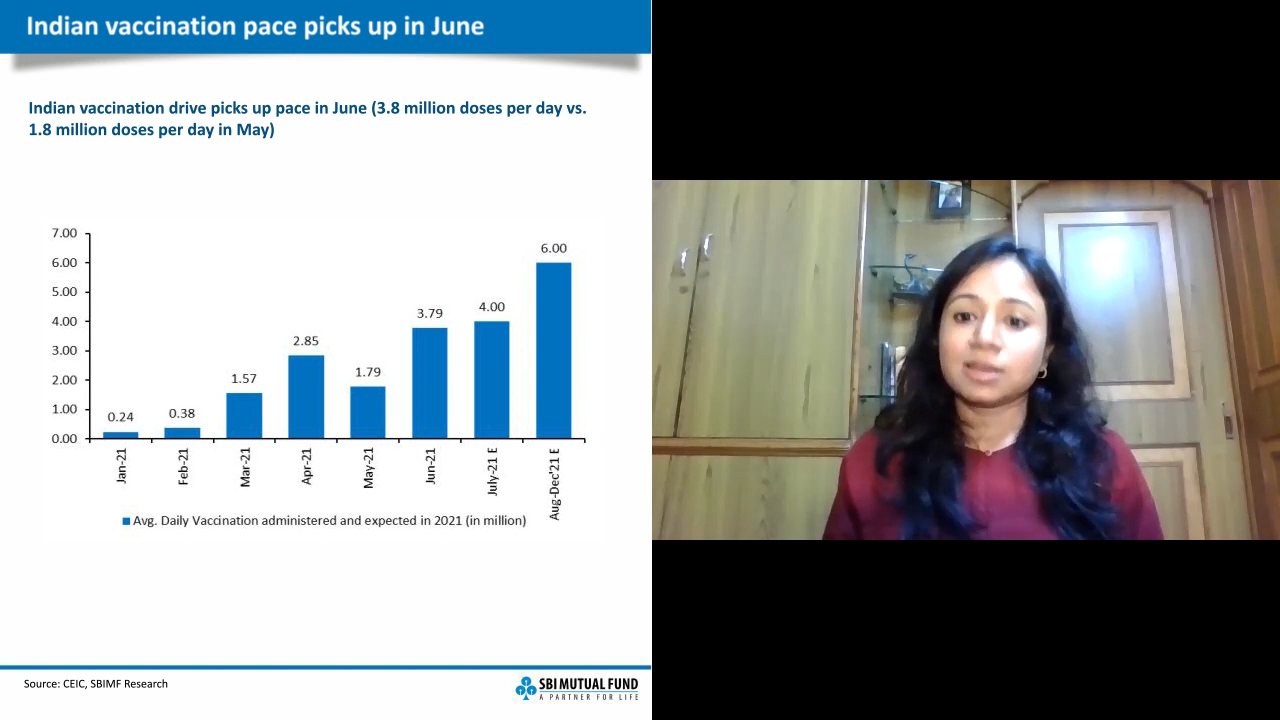 Indian vaccination pace picks up in June
Indian vaccination drive picks up pace in June (3.8 million doses per day vs.
1.8 million doses per day in May)
7.00
6.00
5.00
4.00
3.00
2.00
1.00
0.00
0.24
0.38
1.57
2.85
1.79
3.79
4.00
6.00
Jan-21
Feb-21
Mar-21
Apr-21
May-21
Jun-21
July-21 E
Aug-Dec'21 E
Avg. Daily Vaccination administered and expected in 2021 (in million)
Source: CEIC, SBIMF Research
SBI MUTUAL FUND
A PARTNER FOR LIFE